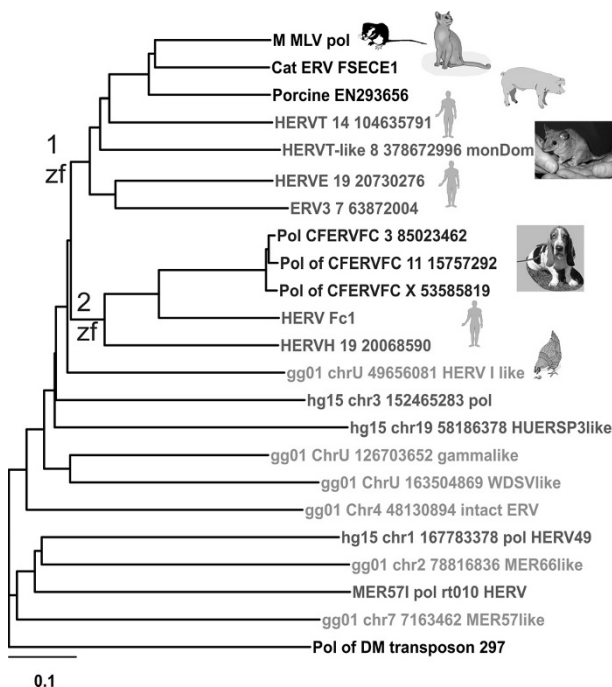 M MLV pol
Cat ERV FSECE1
Porcine EN293656
HERVT 14 104635791
1
zf
HERVT-like 8 378672996 monDom
HERVE 19 20730276
ERV3 7 63872004
Pol CFERVFC 3 85023462
Pol of CFERVFC 11 15757292
Pol of CFERVFC X 53585819
2
zf
HERV Fc1
HERVH 19 20068590
gg01 chrU 49656081 HERV I like
hg15 chr3 152465283 pol
hg15 chr19 58186378 HUERSP3like
gg01 ChrU 126703652 gammalike
gg01 ChrU 163504869 WDSVlike
gg01 Chr4 48130894 intact ERV
hg15 chr1 167783378 pol HERV49
gg01 chr2 78816836 MER66like
MER57I pol rt010 HERV
gg01 chr7 7163462 MER57like
Pol of DM transposon 297
0.1